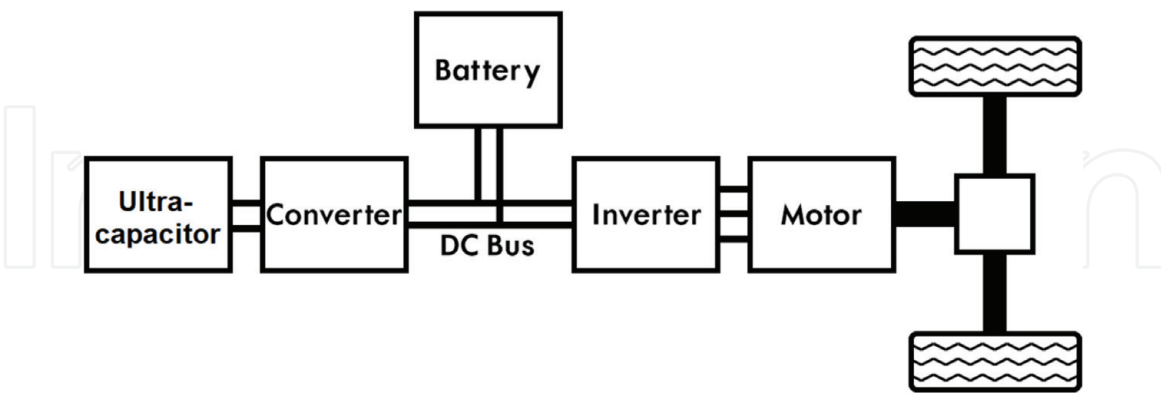 Battery
Ultra-
capacitor
Converter
DC Bus
Inverter
Motor